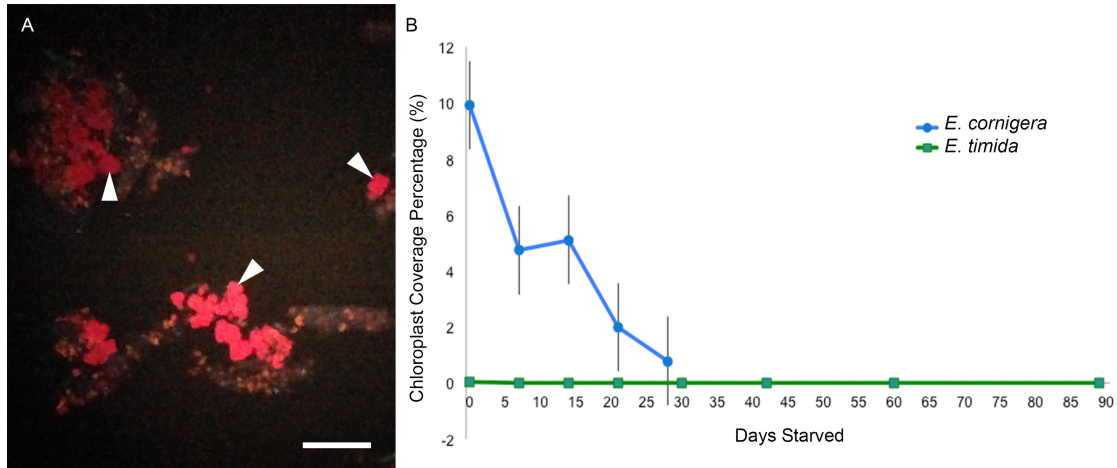 A
B
12
10
8
6
4
2
0
-2
Chloroplast Coverage Percentage (%)
E. cornigera
E. timida
0 5 10 15 20 25 30 35 40 45 50 55 60 65 70 75 80 85 90
Days Starved